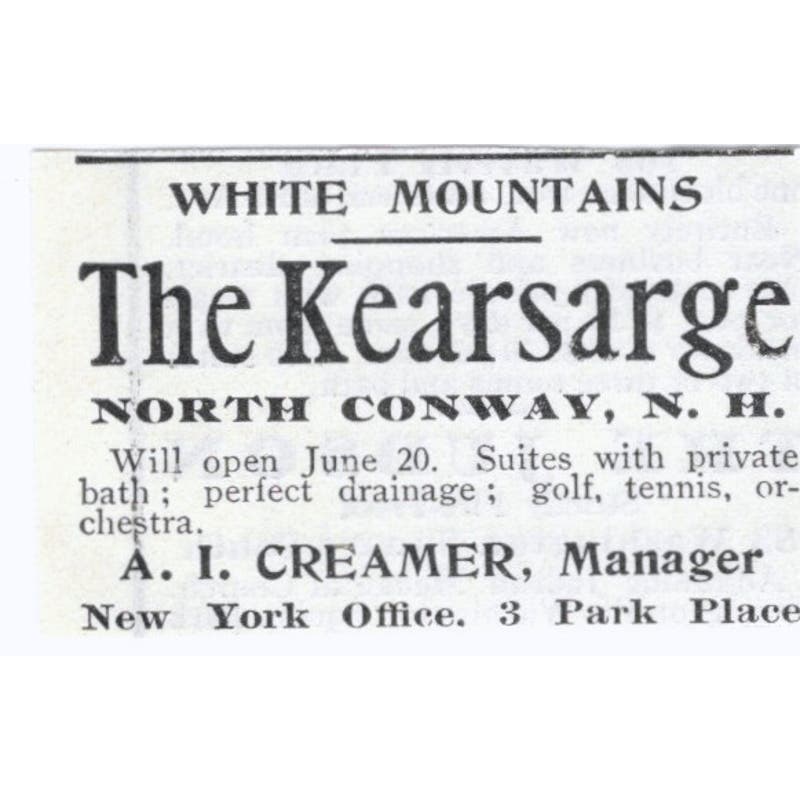 WHITE MOUNTAINS
The Kearsarge
NORTH CONWAY, N. H.
Will open June 20. Suites with private
bath; perfect drainage; golf, tennis, or-
chestra.
A. I. CREAMER, Manager
New York Office. 3 Park Place